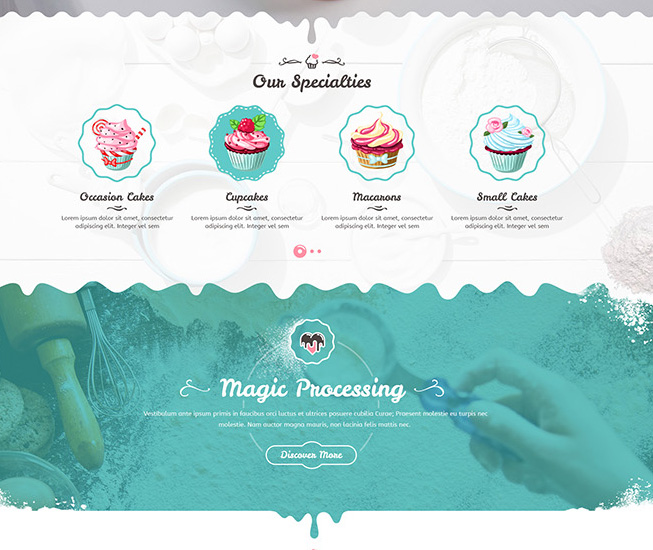 Our Specialties
Occasion Cakes
Lorem ipsum dolor sit amet, consectetur
adipiscing elit. Integer vel sem
Cupcakes
Lorem ipsum dolor sit amet, consectetur
adipiscing elit. Integer vel sem
Macarons
Lorem ipsum dolor sit amet, consectetur
adipiscing elit. Integer vel sem
Small Cakes
Lorem ipsum dolor sit amet, consectetur
adipiscing elit. Integer vel sem
Magic Processing
Vestibulum ante ipsum primis in faucibus orci luctus et ultrices posuere cubilia Curae; Praesent molestie eu turpis nec
molestie. Nam auctor magna mauris, non lacinia felis mattis nec.
Discover More